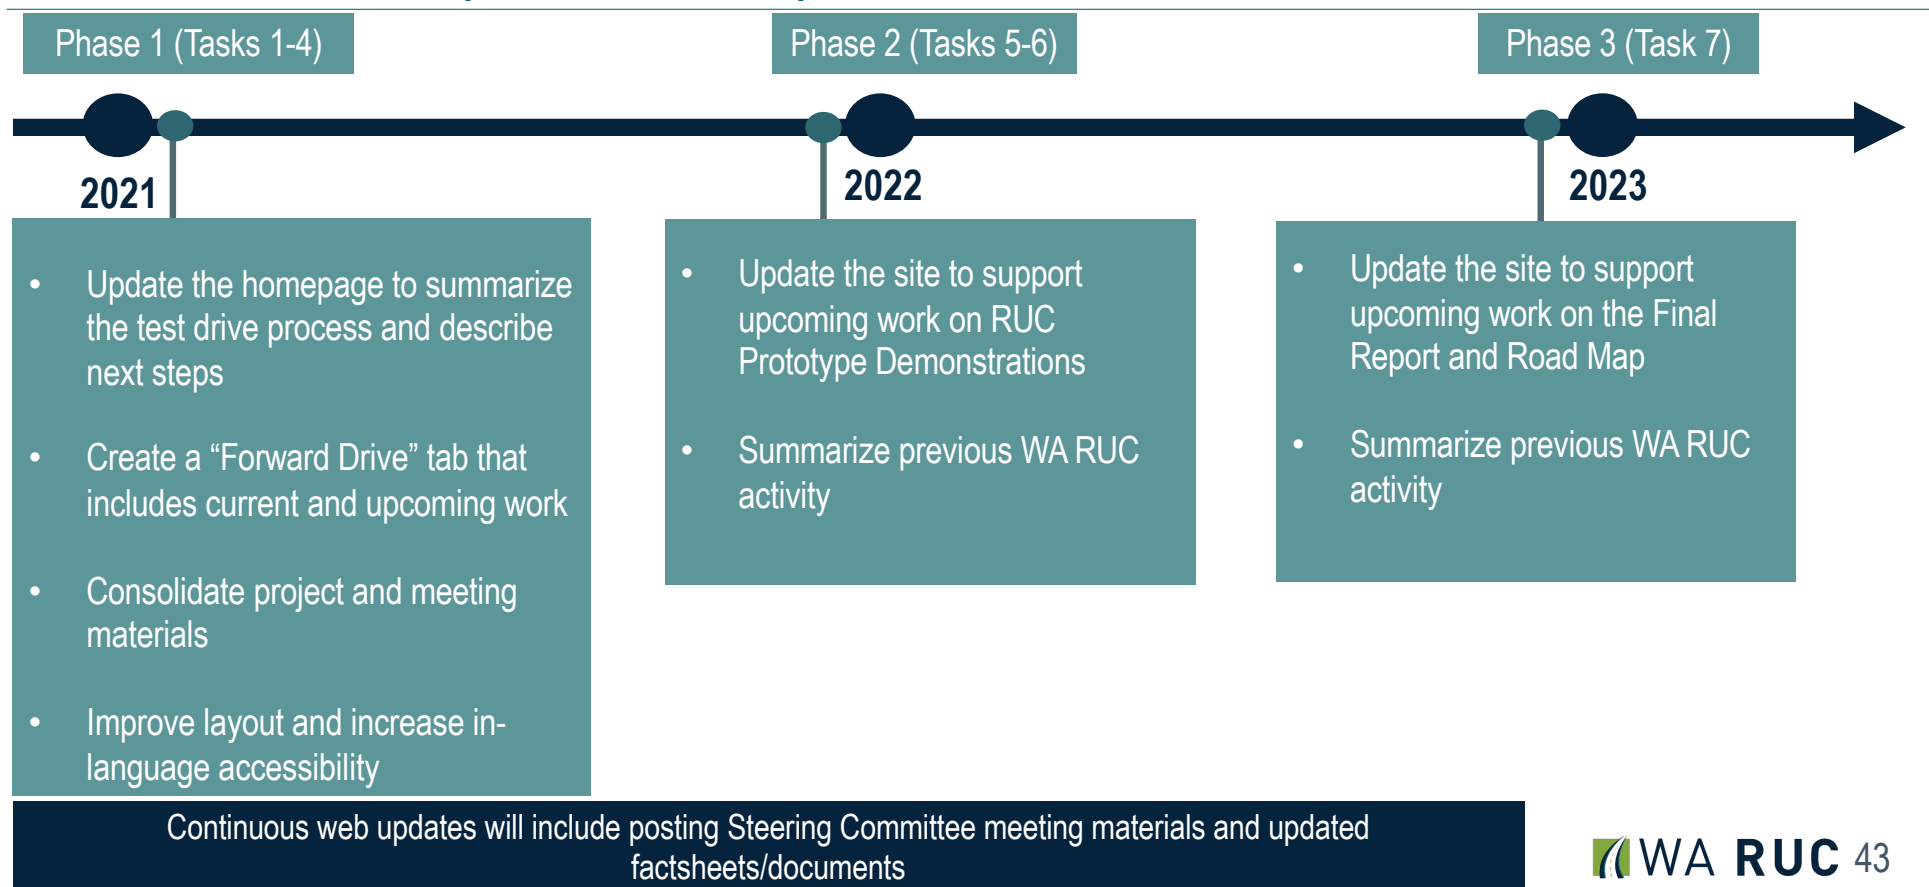 Phase 1 (Tasks 1-4)
Phase 2 (Tasks 5-6)
Phase 3 (Task 7)
2021
2022
2023
• Update the homepage to summarize
the test drive process and describe
next steps
• Create a “Forward Drive” tab that
includes current and upcoming work
• Consolidate project and meeting
materials
• Improve layout and increase in-
language accessibility
• Update the site to support
upcoming work on RUC
Prototype Demonstrations
• Summarize previous WA RUC
activity
• Update the site to support
upcoming work on the Final
Report and Road Map
• Summarize previous WA RUC
activity
Continuous web updates will include posting Steering Committee meeting materials and updated
factsheets/documents
WA RUC 43